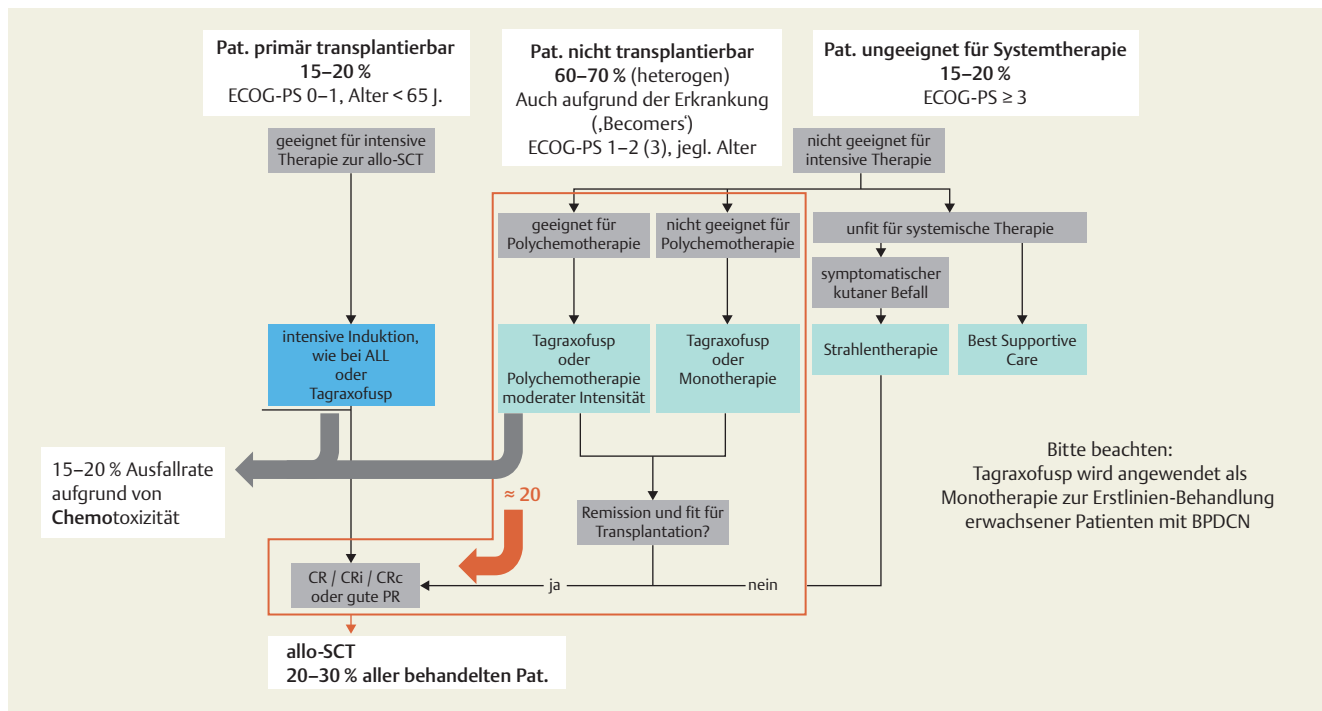 Pat. primär transplantierbar
15–20 %
ECOG-PS 0–1, Alter < 65 J.
Pat. nicht transplantierbar
60–70 % (heterogen)
Auch aufgrund der Erkrankung
(‚Becomers‘)
ECOG-PS 1–2 (3), jegl. Alter
Pat. ungeeignet für Systemtherapie
15–20 %
ECOG-PS ≥ 3
geeignet für intensive
Therapie zur allo-SCT
nicht geeignet für
intensive Therapie
geeignet für
Polychemotherapie
nicht geeignet für
Polychemotherapie
unfit für systemische Therapie
symptomatischer
kutaner Befall
intensive Induktion,
wie bei ALL
oder
Tagraxofusp
Tagraxofusp
oder
Polychemotherapie
moderater Intensität
Tagraxofusp
oder
Monotherapie
Strahlentherapie
Best Supportive
Care
15–20 % Ausfallrate
aufgrund von
Chemotoxizität
≈ 20
Remission und fit für
Transplantation?
Bitte beachten:
Tagraxofusp wird angewendet als
Monotherapie zur Erstlinien-Behandlung
erwachsener Patienten mit BPDCN
CR / CRi / CRc
oder gute PR
ja
nein
allo-SCT
20–30 % aller behandelten Pat.